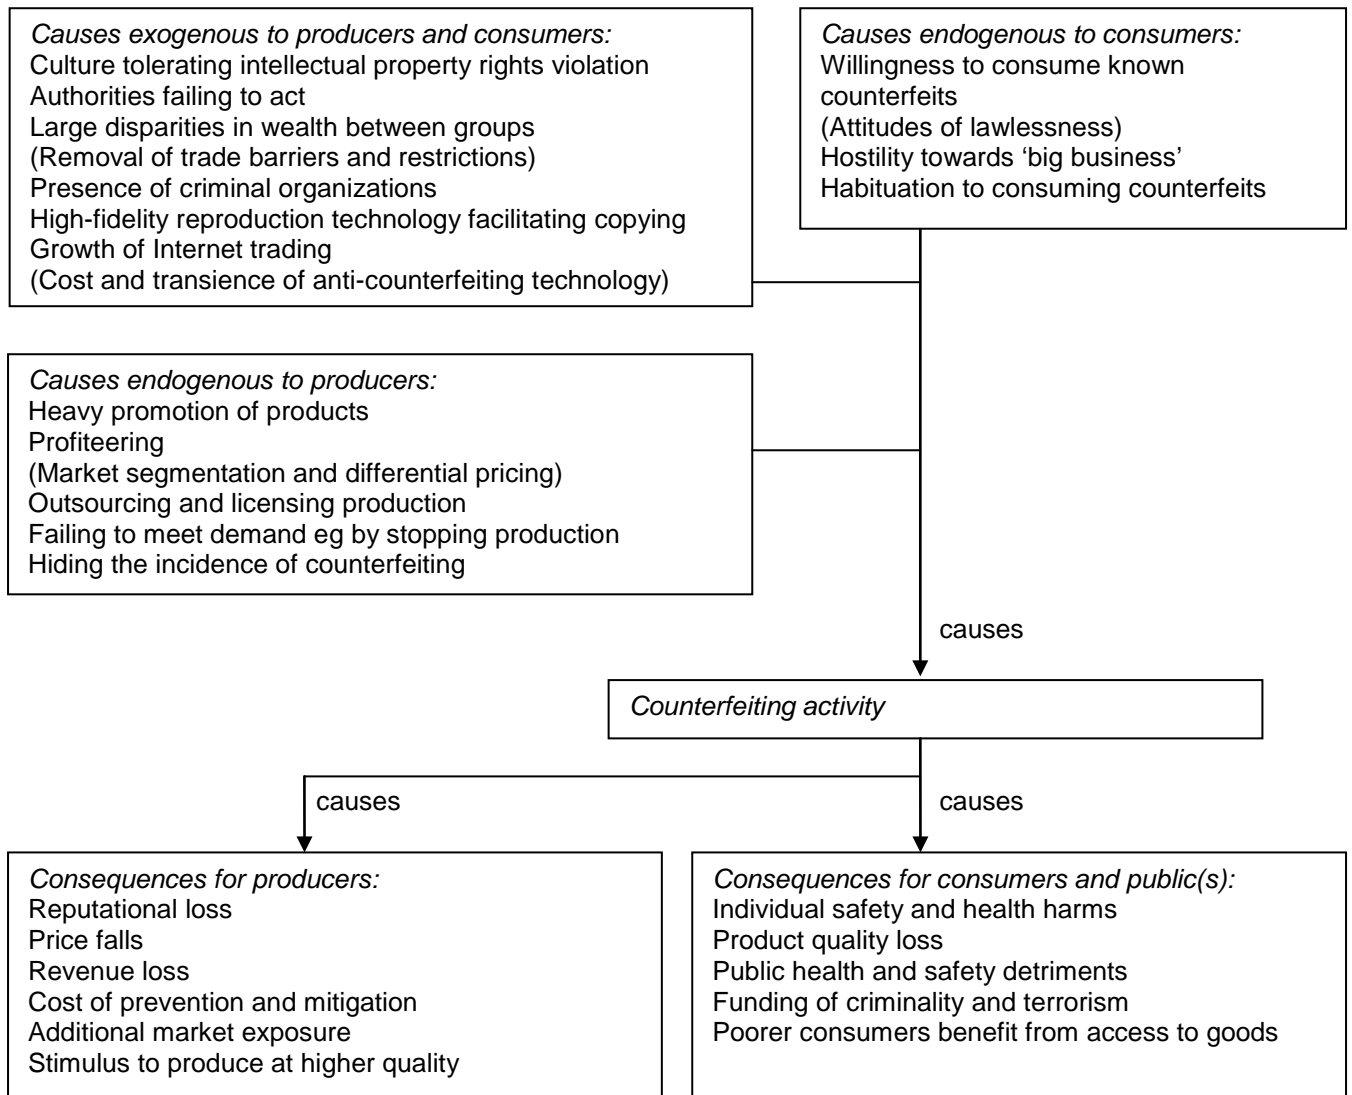 Causes exogenous to producers and consumers:
Culture tolerating intellectual property rights violation
Authorities failing to act
Large disparities in wealth between groups
(Removal of trade barriers and restrictions)
Presence of criminal organizations
High-fidelity reproduction technology facilitating copying
Growth of Internet trading
(Cost and transience of anti-counterfeiting technology)
Causes endogenous to consumers:
Willingness to consume known
counterfeits
(Attitudes of lawlessness)
Hostility towards ‘big business’
Habituation to consuming counterfeits
Causes endogenous to producers:
Heavy promotion of products
Profiteering
(Market segmentation and differential pricing)
Outsourcing and licensing production
Failing to meet demand eg by stopping production
Hiding the incidence of counterfeiting
causes
Counterfeiting activity
causes
causes
Consequences for producers:
Reputational loss
Price falls
Revenue loss
Cost of prevention and mitigation
Additional market exposure
Stimulus to produce at higher quality
Consequences for consumers and public(s):
Individual safety and health harms
Product quality loss
Public health and safety detriments
Funding of criminality and terrorism
Poorer consumers benefit from access to goods